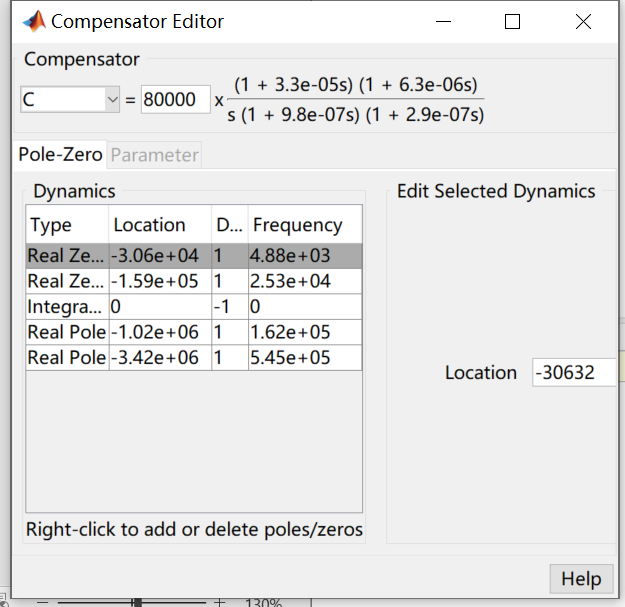 Compensator Editor
Compensator
C = 80000 x (1 + 3.3e-05s) (1 + 6.3e-06s)
s (1 + 9.8e-07s) (1 + 2.9e-07s)
Pole-Zero Parameter
Dynamics Edit Selected Dynamics
Type Location D... Frequency
Real Ze... -3.06e+04 1 4.88e+03
Real Ze... -1.59e+05 1 2.53e+04
Integra... 0 -1 0
Real Pole -1.02e+06 1 1.62e+05
Real Pole -3.42e+06 1 5.45e+05
Location -30632
Right-click to add or delete poles/zeros
Help
130%